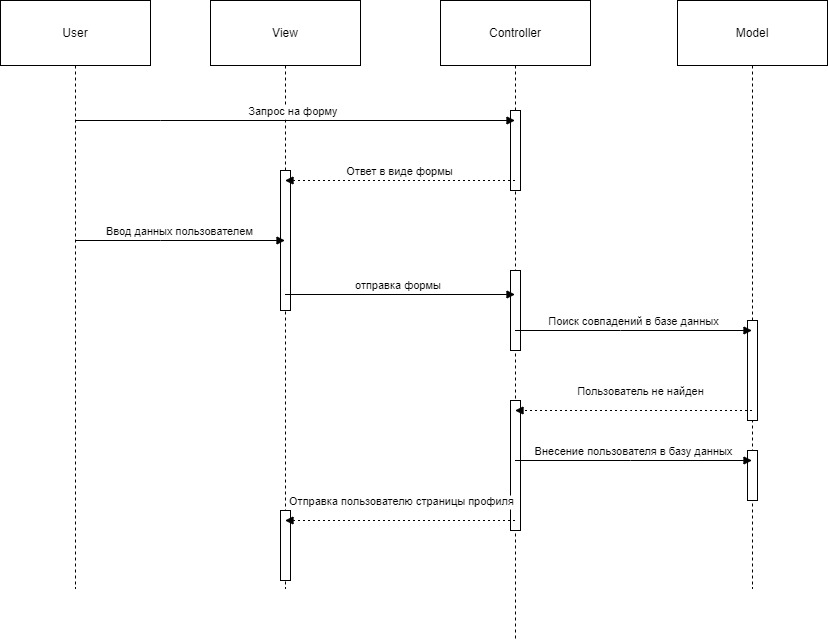 User
View
Controller
Model
Запрос на форму
Ответ в виде формы
Ввод данных пользователем
отправка формы
Поиск совпадений в базе данных
Пользователь не найден
Внесение пользователя в базу данных
Отправка пользователю страницы профиля